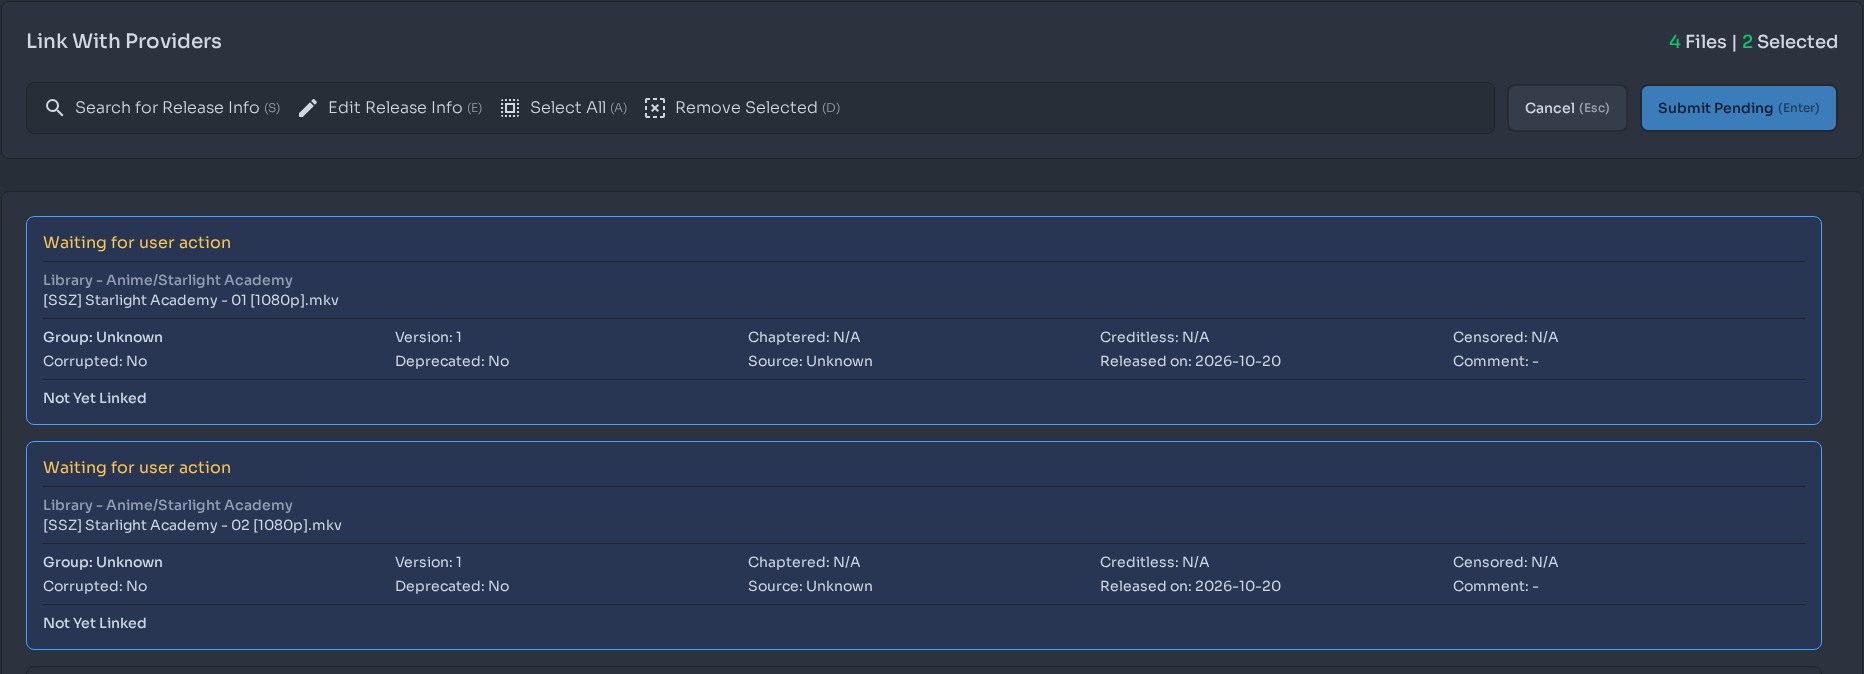 Link With Providers
4 Files | 2 Selected
Search for Release Info (S) Edit Release Info (E) Select All (A) Remove Selected (D) Cancel (Esc) Submit Pending (Enter)
Waiting for user action
Library - Anime/Starlight Academy
[SSZ] Starlight Academy - 01 [1080p].mkv
Group: Unknown Version: 1 Chaptered: N/A Creditless: N/A Censored: N/A
Corrupted: No Deprecated: No Source: Unknown Released on: 2026-10-20 Comment: -
Not Yet Linked
Waiting for user action
Library - Anime/Starlight Academy
[SSZ] Starlight Academy - 02 [1080p].mkv
Group: Unknown Version: 1 Chaptered: N/A Creditless: N/A Censored: N/A
Corrupted: No Deprecated: No Source: Unknown Released on: 2026-10-20 Comment: -
Not Yet Linked